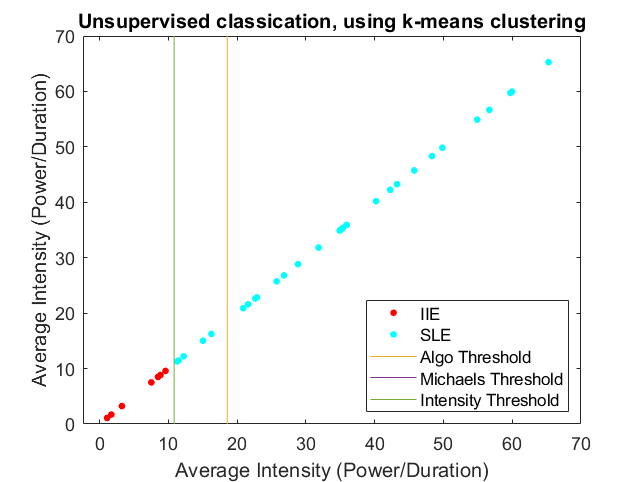 Unsupervised classication, using k-means clustering
70
60
50
40
30
20
10
0
Average Intensity (Power/Duration)
IIE
SLE
Algo Threshold
Michaels Threshold
Intensity Threshold
0 10 20 30 40 50 60 70
Average Intensity (Power/Duration)